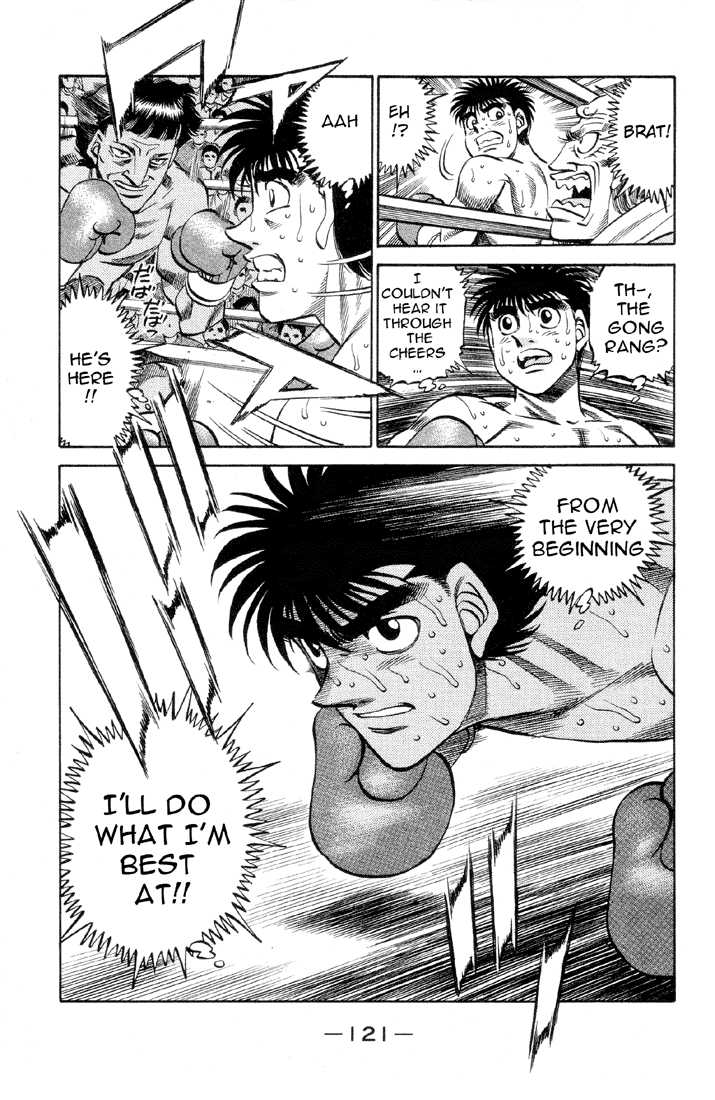 BRAT!
EH
!?
TH-,
THE
GONG
RANG?
I
COULDN'T
HEAR IT
THROUGH
THE
CHEERS
...
AAH
だばだっ
HE'S
HERE
!!
FROM
THE VERY
BEGINNING
I'LL DO
WHAT I'M
BEST
AT!!
—121—